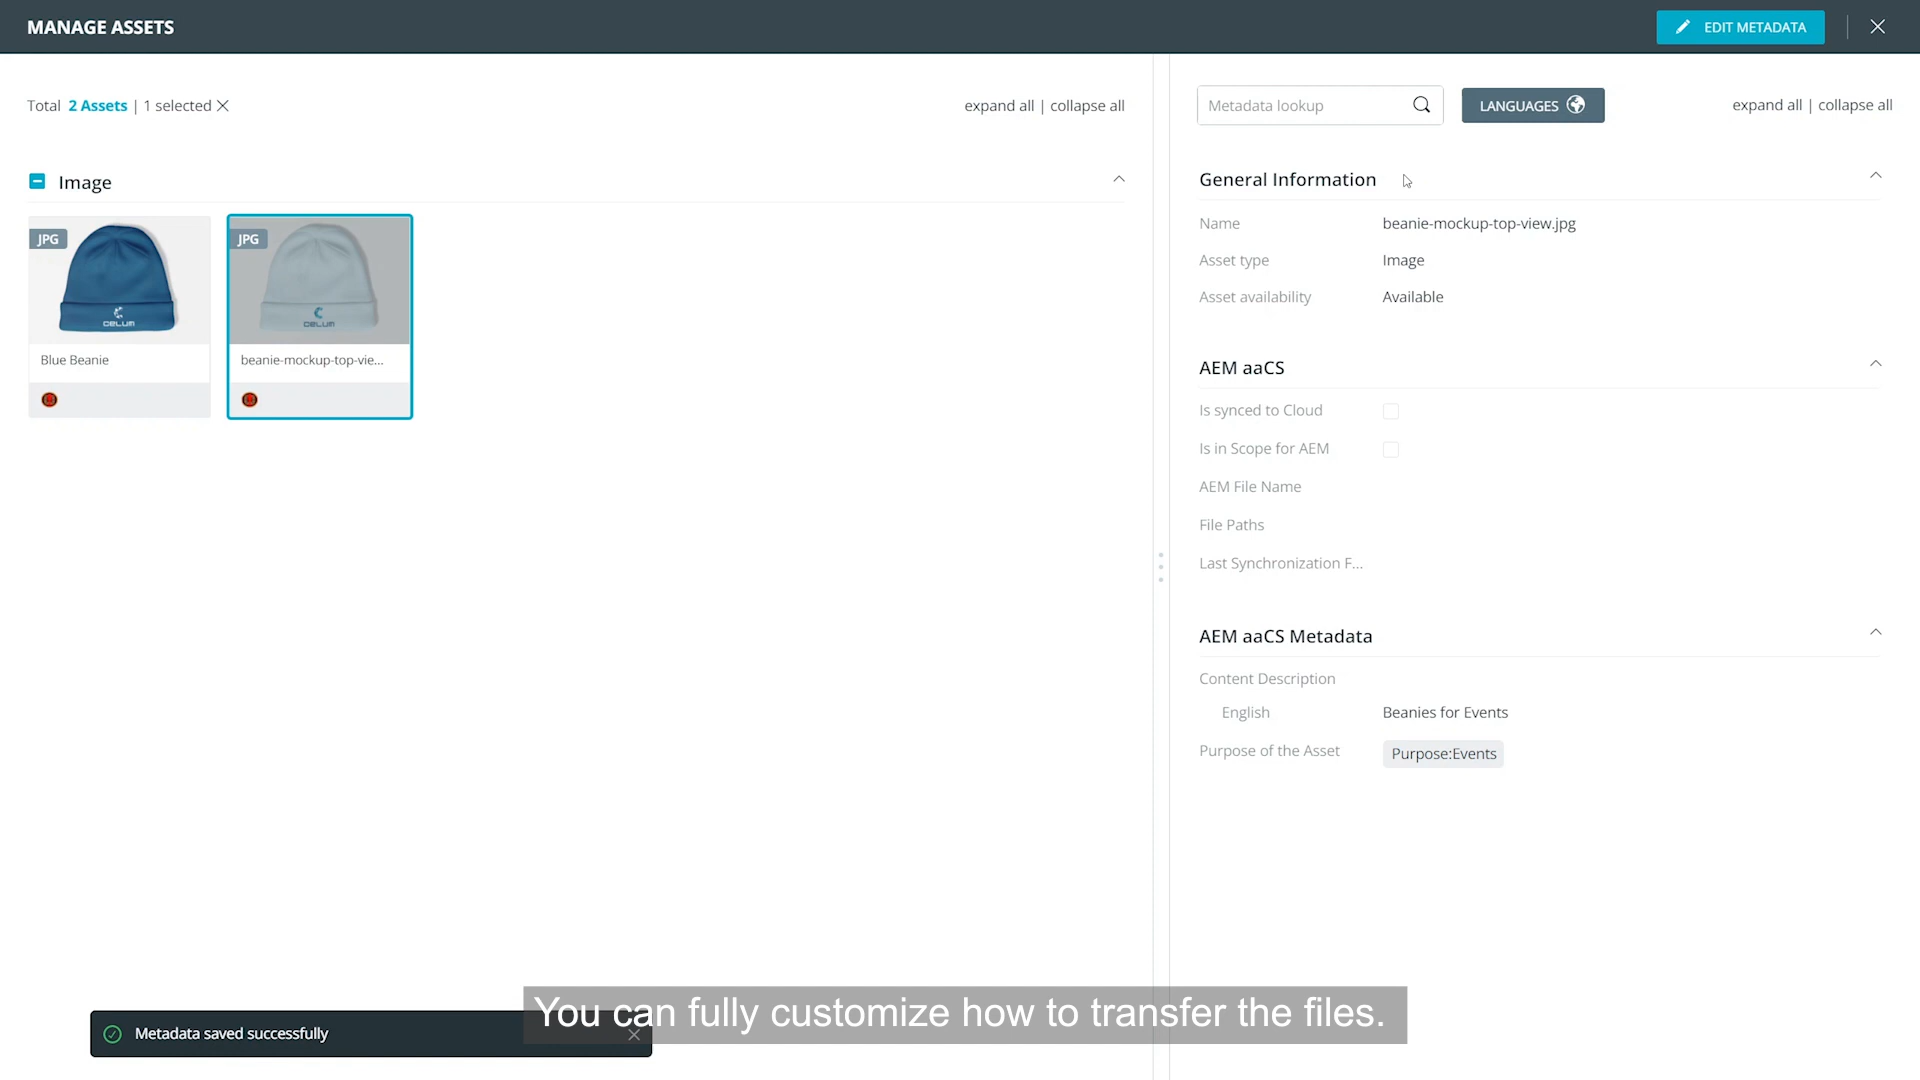 MANAGE ASSETS
EDIT METADATA
Total 2 Assets | 1 selected
expand all | collapse all
Metadata lookup
LANGUAGES
expand all | collapse all
Image
JPG
CELUM
Blue Beanie
JPG
CELUM
beanie-mockup-top-vie...
General Information
Name beanie-mockup-top-view.jpg
Asset type Image
Asset availability Available
AEM aaCS
Is synced to Cloud
Is in Scope for AEM
AEM File Name
File Paths
Last Synchronization F...
AEM aaCS Metadata
Content Description
English Beanies for Events
Purpose of the Asset Purpose:Events
You can fully customize how to transfer the files.
Metadata saved successfully